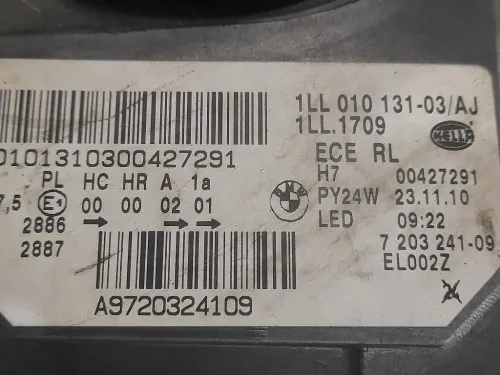 1LL 010 131-03/AJ
1LL.1709
HELLA
0101310300427291
ECE RL
PL HC HR A 1a
H7 00427291
7,5 E1 00 00 02 01
PY24W 23.11.10
2886
LED 09:22
2887
7 203 241-09
EL002Z
A9720324109